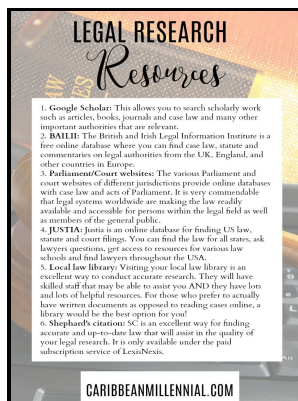 LEGAL RESEARCH
Resources
1. Google Scholar: This allows you to search scholarly work
such as articles, books, journals and case law and many other
important authorities that are relevant.
2. BAILII: The British and Irish Legal Information Institute is a
free online database where you can find case law, statute and
commentaries on legal authorities from the UK, England, and
other countries in Europe.
3. Parliament/Court websites: The various Parliament and
court websites of different jurisdictions provide online databases
with case law and acts of Parliament. It is very commendable
that legal systems worldwide are making the law readily
available and accessible for persons within the legal field as well
as members of the general public.
4. JUSTIA: Justia is an online database for finding US law,
statute and court filings. You can find the law for all states, ask
lawyers questions, get access to resources for various law
schools and find lawyers throughout the USA.
5. Local law library: Visiting your local law library is an
excellent way to conduct accurate research. They will have
skilled staff that may be able to assist you AND they have lots
and lots of helpful resources. For those who prefer to actually
have written documents as opposed to reading cases online, a
library would be the best option for you!
6. Shephard's citation: SC is an excellent way for finding
accurate and up-to-date law that will assist in the quality of
your legal research. It is only available under the paid
subscription service of LexisNexis.
CARIBBEANMILLENNIAL.COM